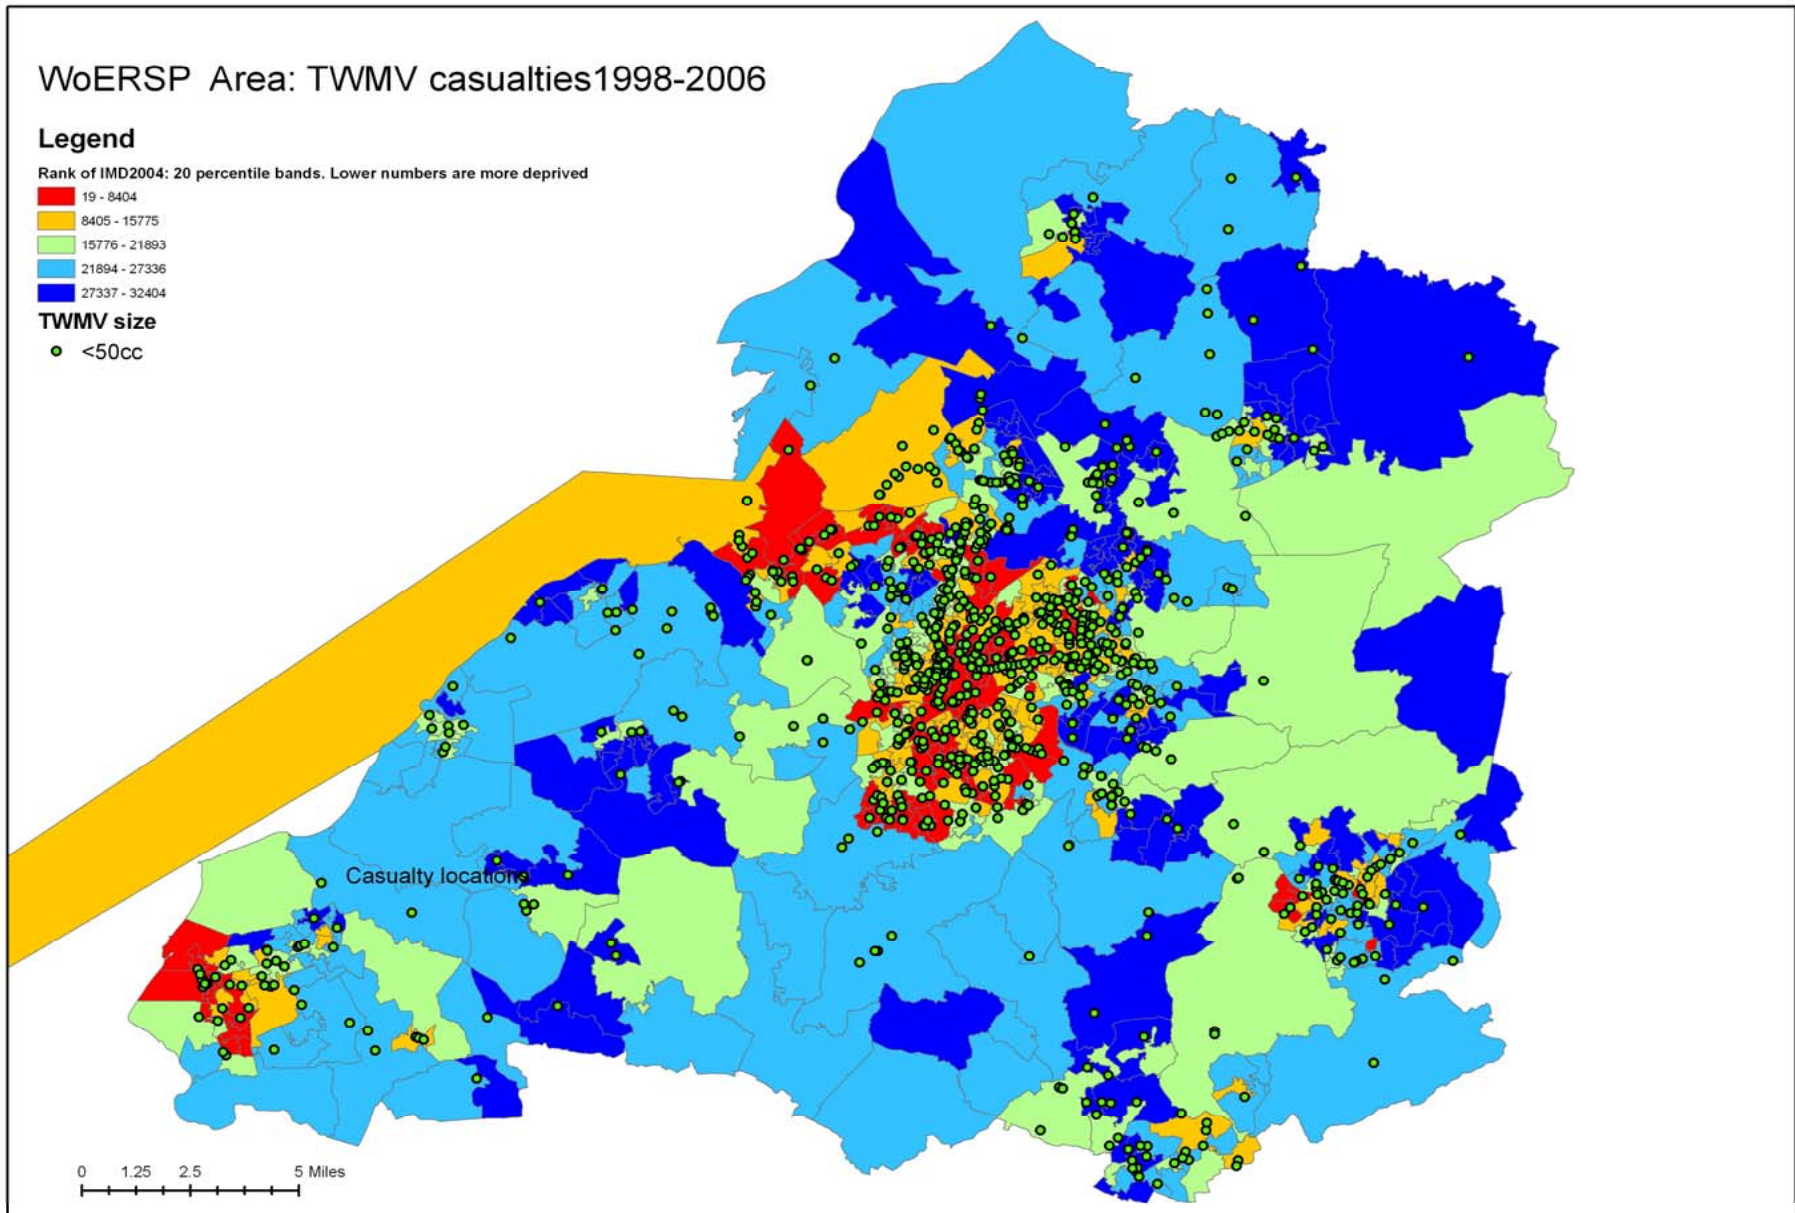 WoERSP Area: TWMV casualties1998-2006
Legend
Rank of IMD2004: 20 percentile bands. Lower numbers are more deprived
19 - 8404
8405 - 15775
15776 - 21893
21894 - 27336
27337 - 32404
TWMV size
<50cc
Casualty locations
0 1.25 2.5 5 Miles